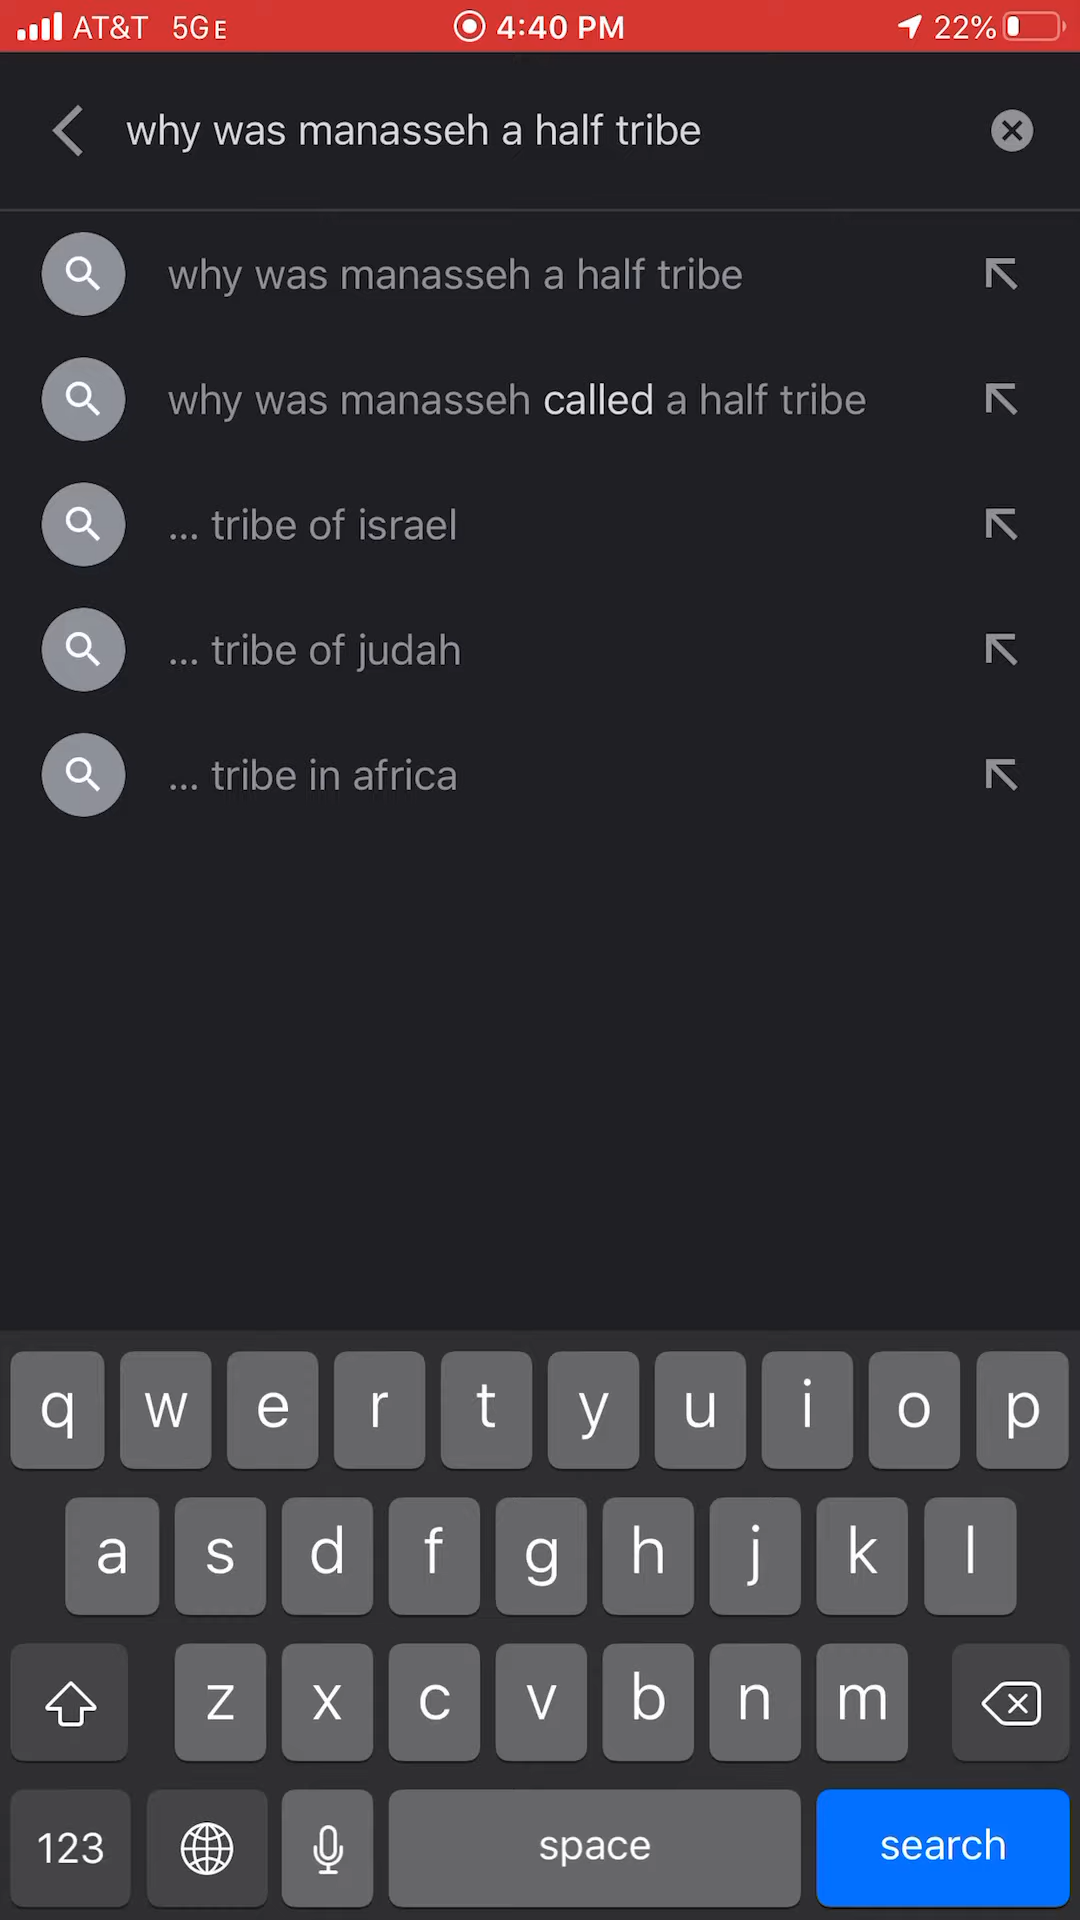 AT&T 5GE 4:40 PM 22%
why was manasseh a half tribe
why was manasseh a half tribe
why was manasseh called a half tribe
... tribe of israel
... tribe of judah
... tribe in africa
q w e r t y u i o p
a s d f g h j k l
z x c v b n m
123 space search